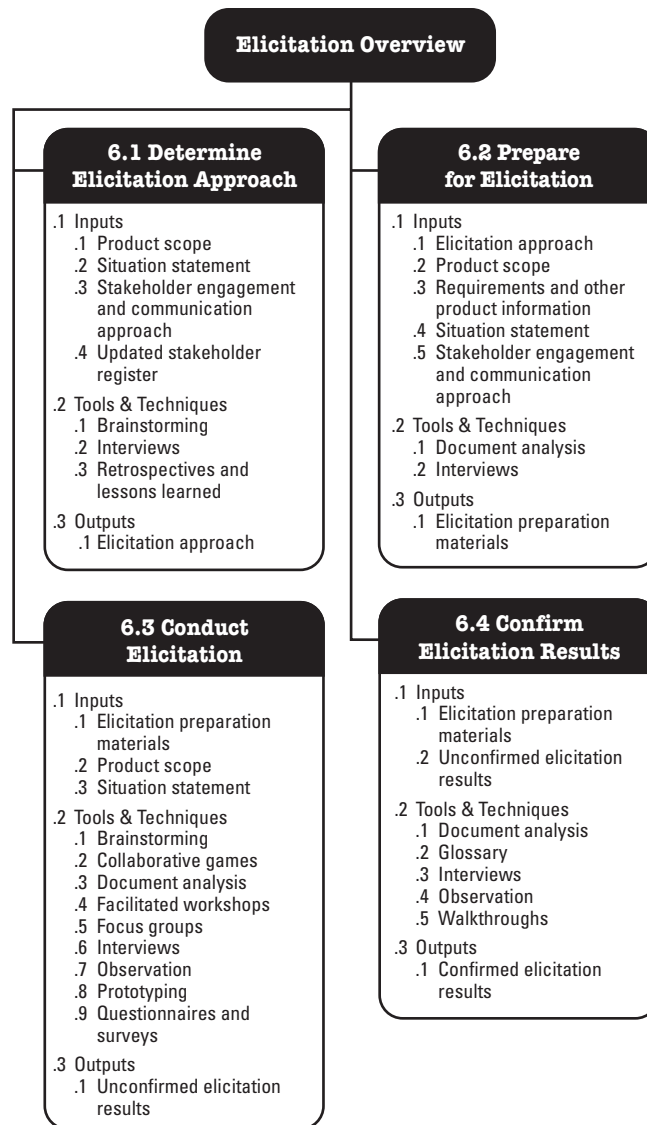 Elicitation Overview
6.1 Determine
Elicitation Approach
.1 Inputs
.1 Product scope
.2 Situation statement
.3 Stakeholder engagement
and communication
approach
.4 Updated stakeholder
register
.2 Tools & Techniques
.1 Brainstorming
.2 Interviews
.3 Retrospectives and
lessons learned
.3 Outputs
.1 Elicitation approach
6.2 Prepare
for Elicitation
.1 Inputs
.1 Elicitation approach
.2 Product scope
.3 Requirements and other
product information
.4 Situation statement
.5 Stakeholder engagement
and communication
approach
.2 Tools & Techniques
.1 Document analysis
.2 Interviews
.3 Outputs
.1 Elicitation preparation
materials
6.3 Conduct
Elicitation
.1 Inputs
.1 Elicitation preparation
materials
.2 Product scope
.3 Situation statement
.2 Tools & Techniques
.1 Brainstorming
.2 Collaborative games
.3 Document analysis
.4 Facilitated workshops
.5 Focus groups
.6 Interviews
.7 Observation
.8 Prototyping
.9 Questionnaires and
surveys
.3 Outputs
.1 Unconfirmed elicitation
results
6.4 Confirm
Elicitation Results
.1 Inputs
.1 Elicitation preparation
materials
.2 Unconfirmed elicitation
results
.2 Tools & Techniques
.1 Document analysis
.2 Glossary
.3 Interviews
.4 Observation
.5 Walkthroughs
.3 Outputs
.1 Confirmed elicitation
results